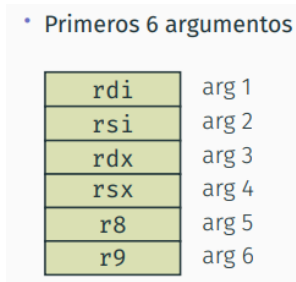 • Primeros 6 argumentos
rdi arg 1
rsi arg 2
rdx arg 3
rsx arg 4
r8 arg 5
r9 arg 6